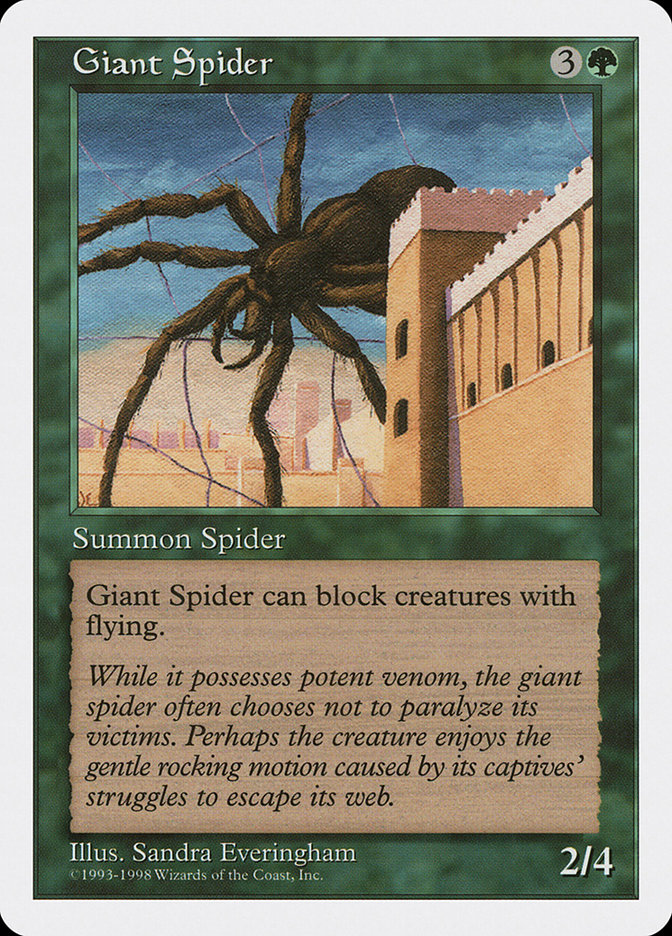 Giant Spider 3
Summon Spider
Giant Spider can block creatures with
flying.
While it possesses potent venom, the giant
spider often chooses not to paralyze its
victims. Perhaps the creature enjoys the
gentle rocking motion caused by its captives’
struggles to escape its web.
Illus. Sandra Everingham
©1993-1998 Wizards of the Coast, Inc.
2/4